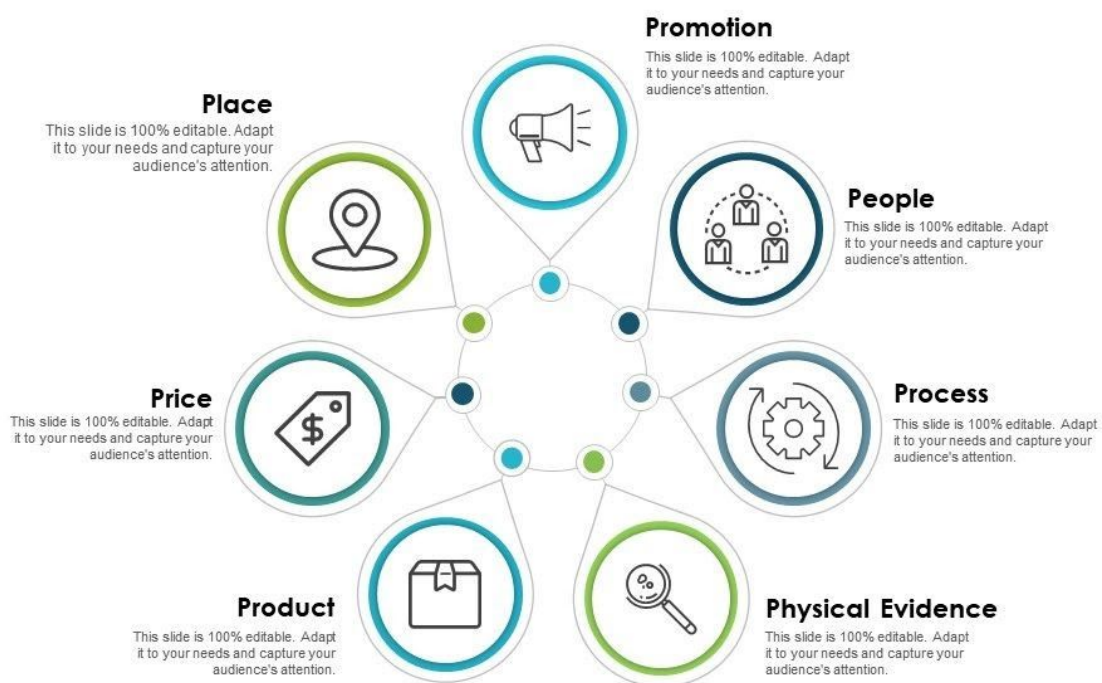 Promotion
This slide is 100% editable. Adapt
it to your needs and capture your
audience's attention.
Place
This slide is 100% editable. Adapt
it to your needs and capture your
audience's attention.
People
This slide is 100% editable. Adapt
it to your needs and capture your
audience's attention.
Price
This slide is 100% editable. Adapt
it to your needs and capture your
audience's attention.
$
Process
This slide is 100% editable. Adapt
it to your needs and capture your
audience's attention.
Product
This slide is 100% editable. Adapt
it to your needs and capture your
audience's attention.
Physical Evidence
This slide is 100% editable. Adapt
it to your needs and capture your
audience's attention.